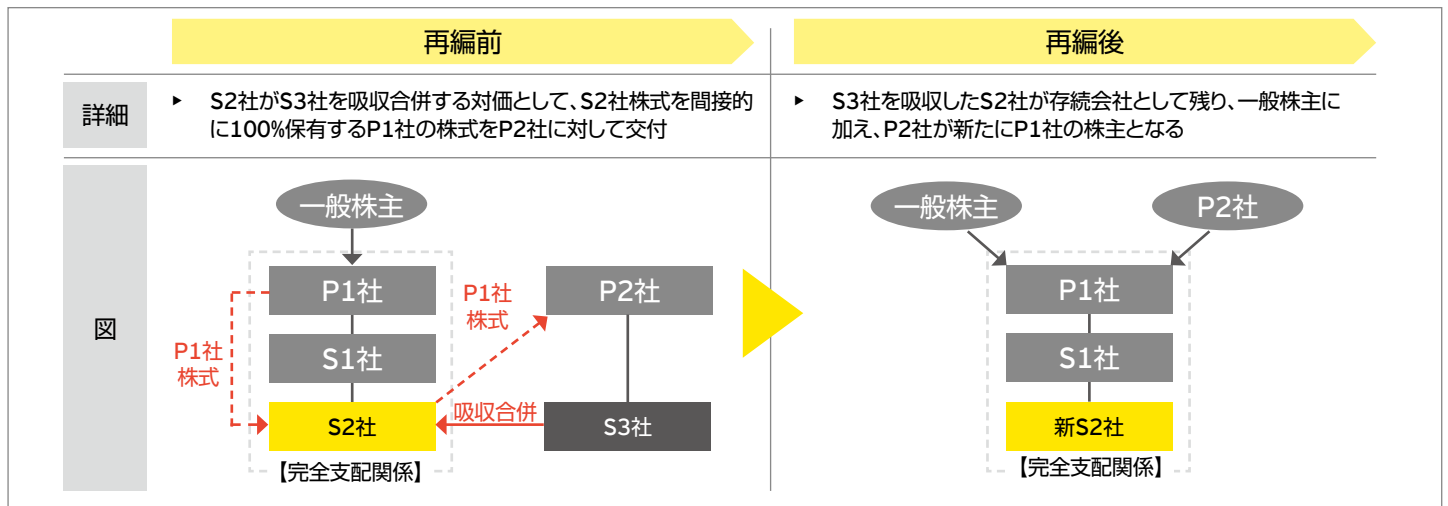 再編前
再編後
詳細
▶ S2社がS3社を吸収合併する対価として、S2社株式を間接的
に100%保有するP1社の株式をP2社に対して交付
▶ S3社を吸収したS2社が存続会社として残り、一般株主に
加え、P2社が新たにP1社の株主となる
図
一般株主
P1社
S1社
S2社
【完全支配関係】
P1社
株式
P1社
株式
吸収合併
P2社
S3社
一般株主
P2社
P1社
S1社
新S2社
【完全支配関係】